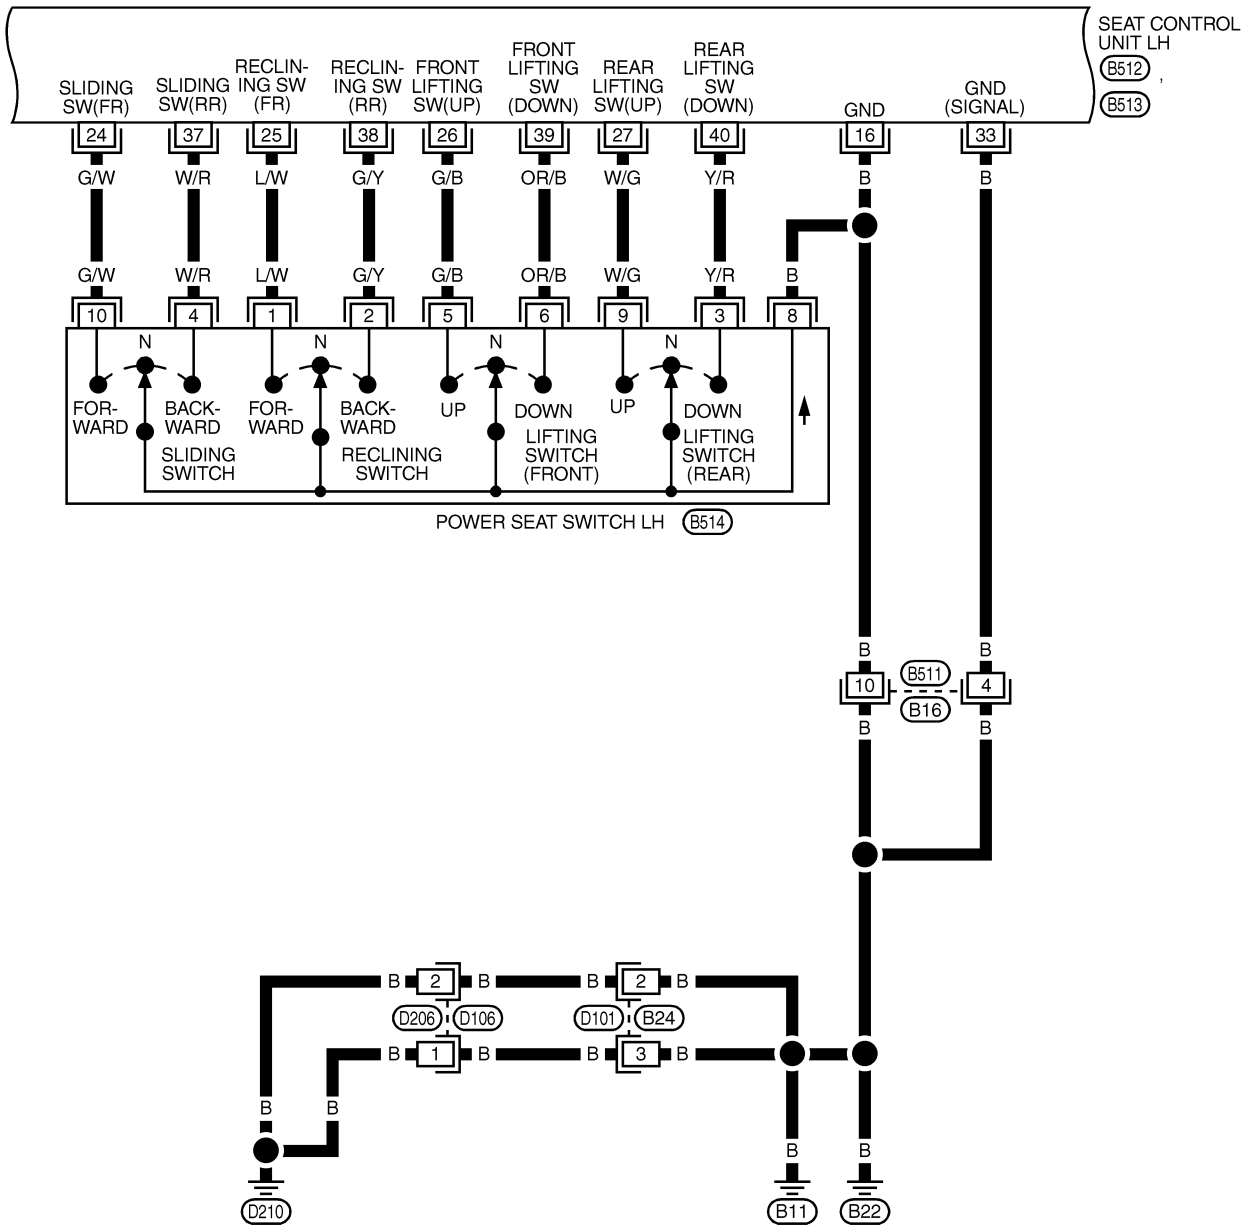 SEAT CONTROL
UNIT LH
B512 ,
B513
SLIDING
SW(FR)
SLIDING
SW(RR)
RECLIN-
ING SW
(FR)
RECLIN-
ING SW
(RR)
FRONT
LIFTING
SW(UP)
FRONT
LIFTING
SW
(DOWN)
REAR
LIFTING
SW(UP)
REAR
LIFTING
SW
(DOWN)
GND
GND
(SIGNAL)
24 37 25 38 26 39 27 40 16 33
G/W W/R L/W G/Y G/B OR/B W/G Y/R B B
G/W W/R L/W G/Y G/B OR/B W/G Y/R B
10 4 1 2 5 6 9 3 8
N N N N
FOR-
WARD
BACK-
WARD
SLIDING
SWITCH
FOR-
WARD
BACK-
WARD
RECLINING
SWITCH
UP
DOWN
LIFTING
SWITCH
(FRONT)
UP
DOWN
LIFTING
SWITCH
(REAR)
POWER SEAT SWITCH LH B514
B B
10 B511 4
B16
B B
B 2 B B 2 B
D206 D106 D101 B24
B 1 B B 3 B
B B
B B
D210 B11 B22